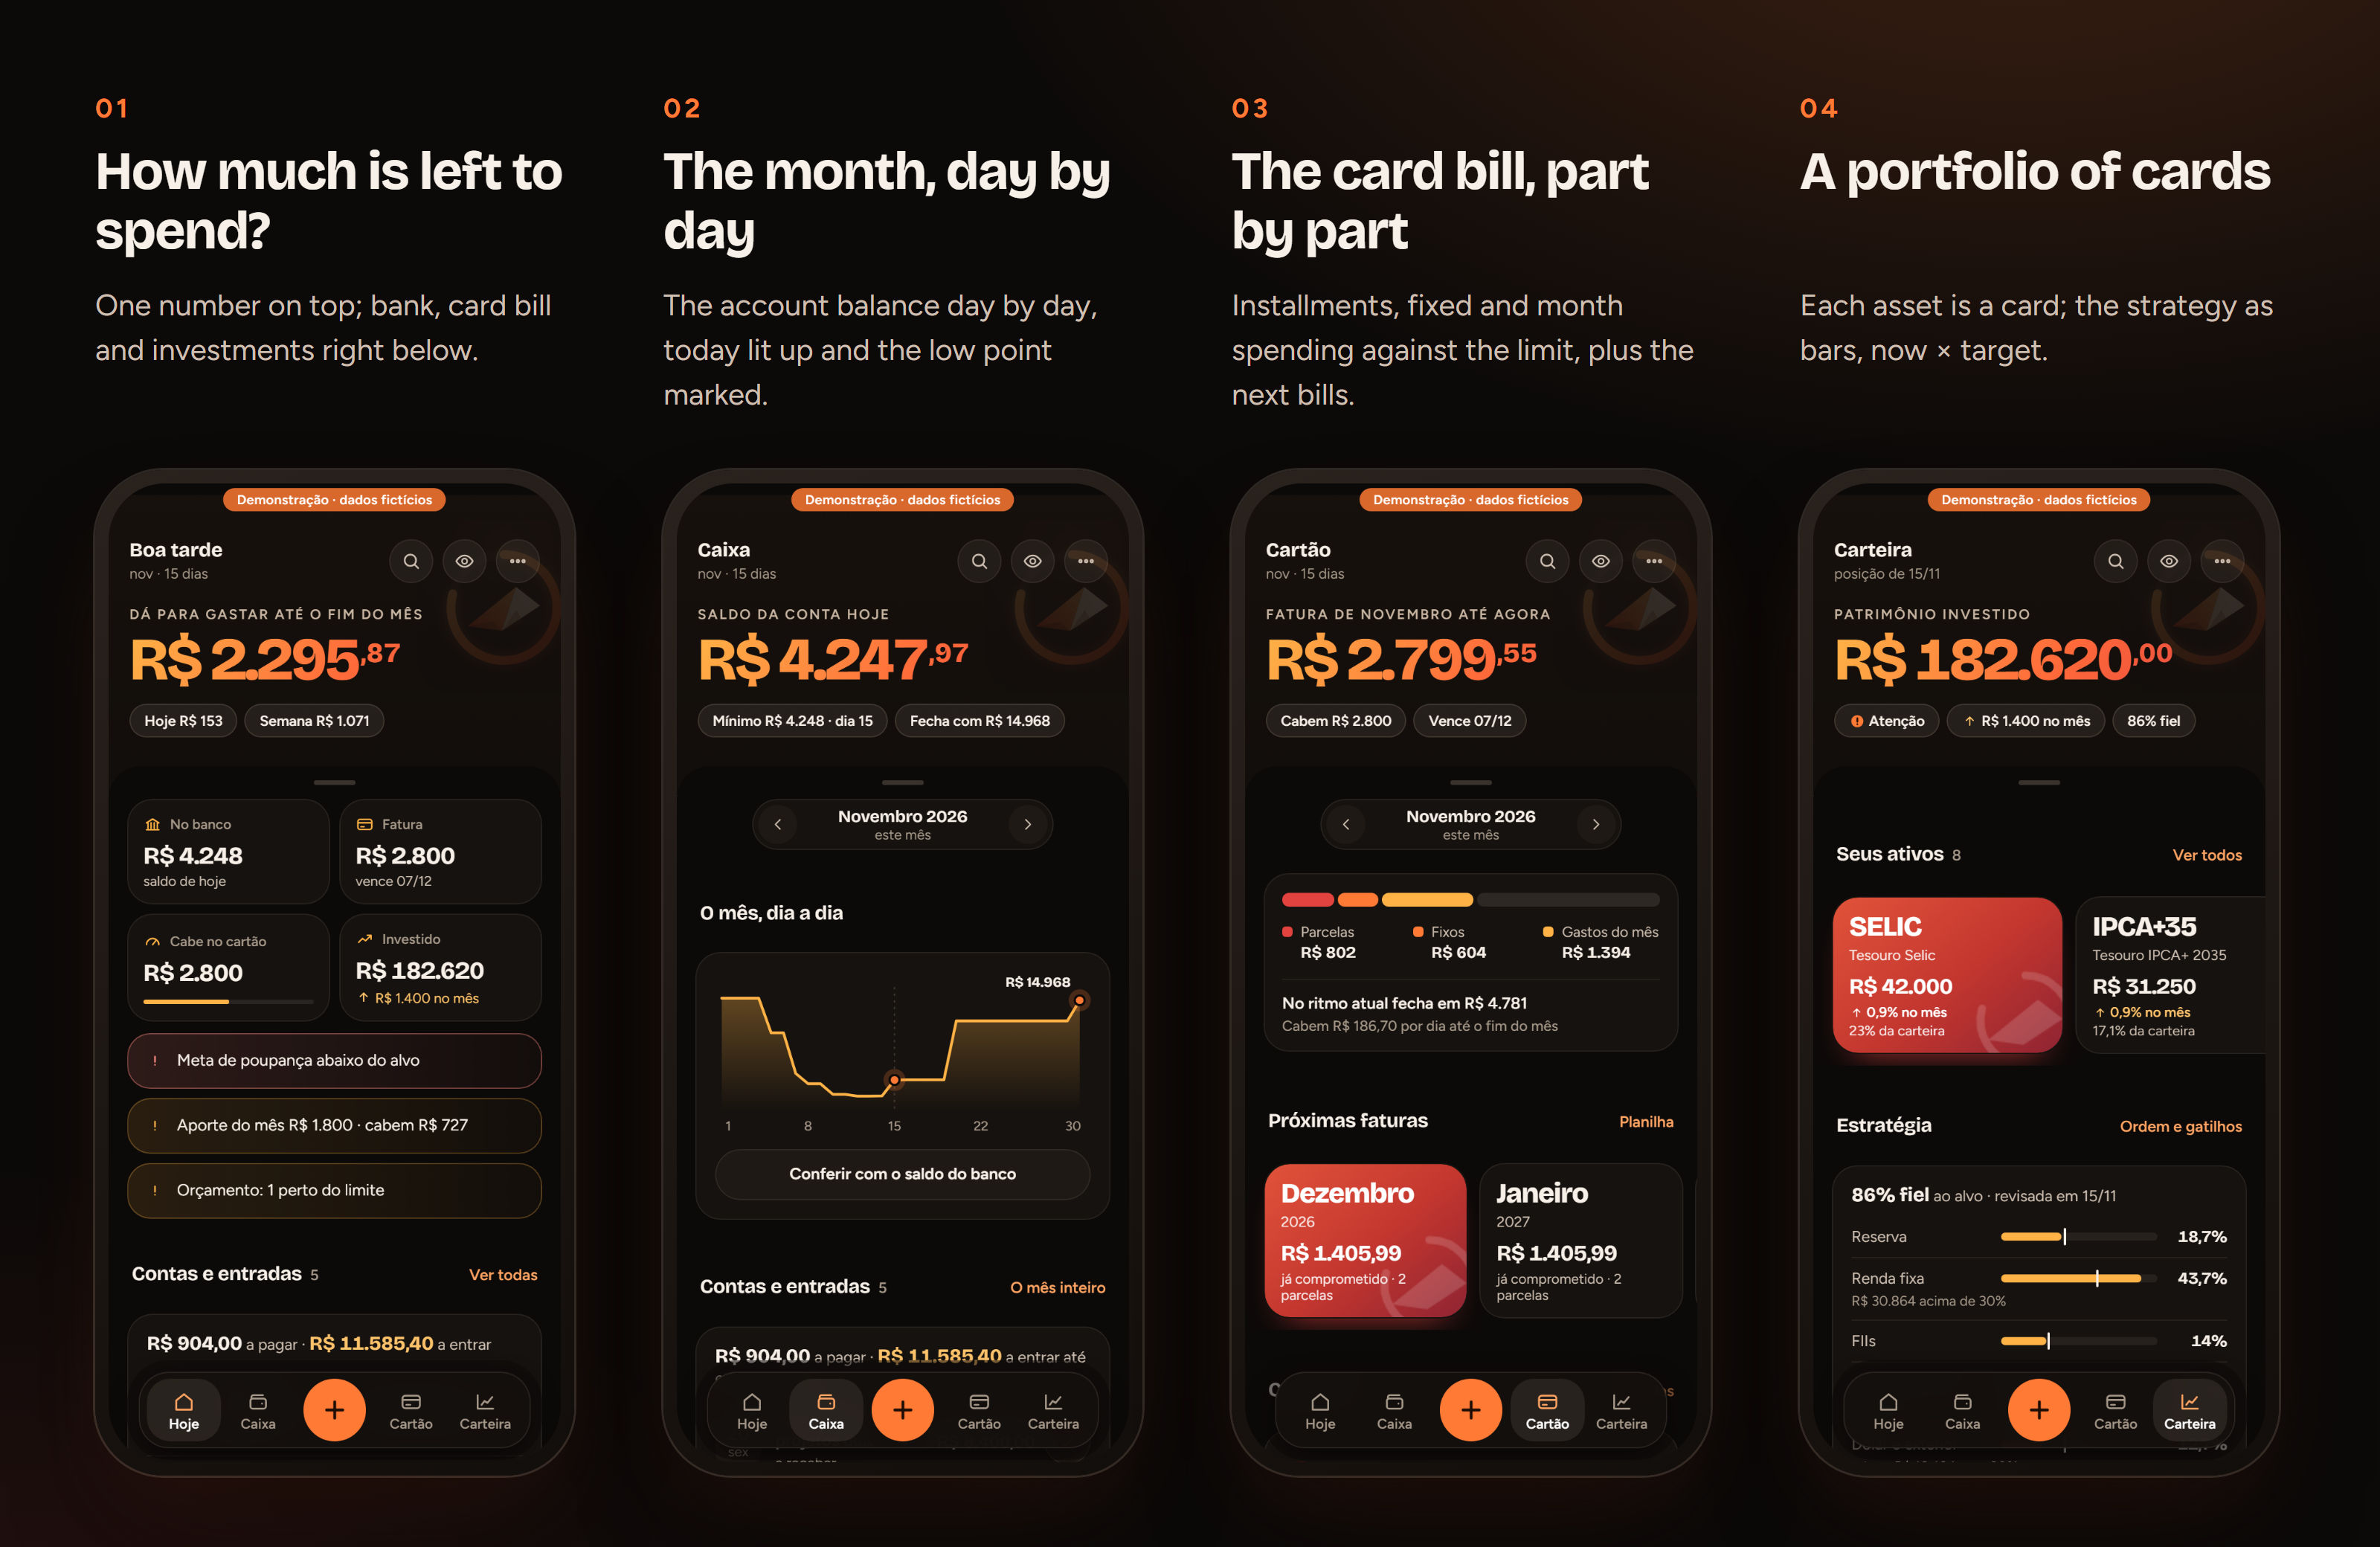 01
How much is left to
spend?
One number on top; bank, card bill
and investments right below.
02
The month, day by
day
The account balance day by day,
today lit up and the low point
marked.
03
The card bill, part
by part
Installments, fixed and month
spending against the limit, plus the
next bills.
04
A portfolio of cards
Each asset is a card; the strategy as
bars, now × target.
Demonstração · dados fictícios
Boa tarde
nov · 15 dias
DÁ PARA GASTAR ATÉ O FIM DO MÊS
R$ 2.295,87
Hoje R$ 153
Semana R$ 1.071
No banco
R$ 4.248
saldo de hoje
Fatura
R$ 2.800
vence 07/12
Cabe no cartão
R$ 2.800
Investido
R$ 182.620
↑ R$ 1.400 no mês
! Meta de poupança abaixo do alvo
! Aporte do mês R$ 1.800 · cabem R$ 727
! Orçamento: 1 perto do limite
Contas e entradas 5
Ver todas
R$ 904,00 a pagar · R$ 11.585,40 a entrar
Hoje
Caixa
+
Cartão
Carteira
Demonstração · dados fictícios
Caixa
nov · 15 dias
SALDO DA CONTA HOJE
R$ 4.247,97
Mínimo R$ 4.248 · dia 15
Fecha com R$ 14.968
Novembro 2026
este mês
O mês, dia a dia
R$ 14.968
1 8 15 22 30
Conferir com o saldo do banco
Contas e entradas 5
O mês inteiro
R$ 904,00 a pagar · R$ 11.585,40 a entrar até
sex
Hoje
Caixa
+
Cartão
Carteira
Demonstração · dados fictícios
Cartão
nov · 15 dias
FATURA DE NOVEMBRO ATÉ AGORA
R$ 2.799,55
Cabem R$ 2.800
Vence 07/12
Novembro 2026
este mês
Parcelas
R$ 802
Fixos
R$ 604
Gastos do mês
R$ 1.394
No ritmo atual fecha em R$ 4.781
Cabem R$ 186,70 por dia até o fim do mês
Próximas faturas
Planilha
Dezembro
2026
R$ 1.405,99
já comprometido · 2
parcelas
Janeiro
2027
R$ 1.405,99
já comprometido · 2
parcelas
Hoje
Caixa
+
Cartão
Carteira
Demonstração · dados fictícios
Carteira
posição de 15/11
PATRIMÔNIO INVESTIDO
R$ 182.620,00
! Atenção
↑ R$ 1.400 no mês
86% fiel
Seus ativos 8
Ver todos
SELIC
Tesouro Selic
R$ 42.000
↑ 0,9% no mês
23% da carteira
IPCA+35
Tesouro IPCA+ 2035
R$ 31.250
↑ 0,9% no mês
17,1% da carteira
Estratégia
Ordem e gatilhos
86% fiel ao alvo · revisada em 15/11
Reserva 18,7%
Renda fixa 43,7%
R$ 30.864 acima de 30%
FIIs 14%
Hoje
Caixa
+
Cartão
Carteira